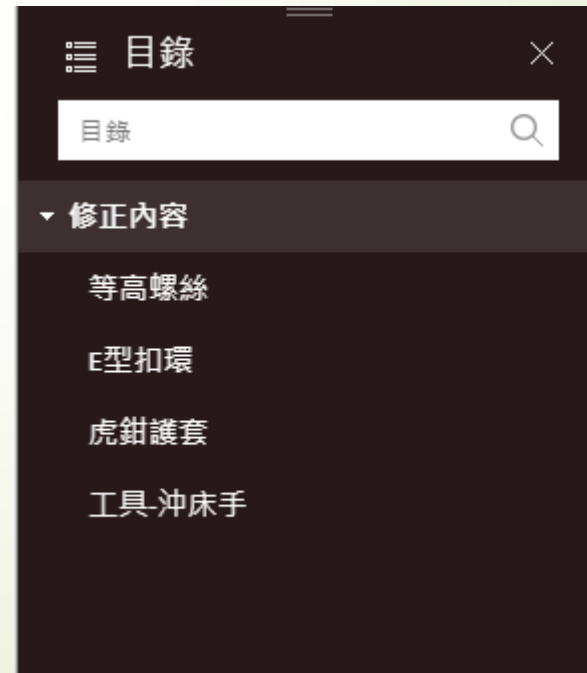 目錄
目錄
修正內容
等高螺絲
E型扣環
虎鉗護套
工具-沖床手